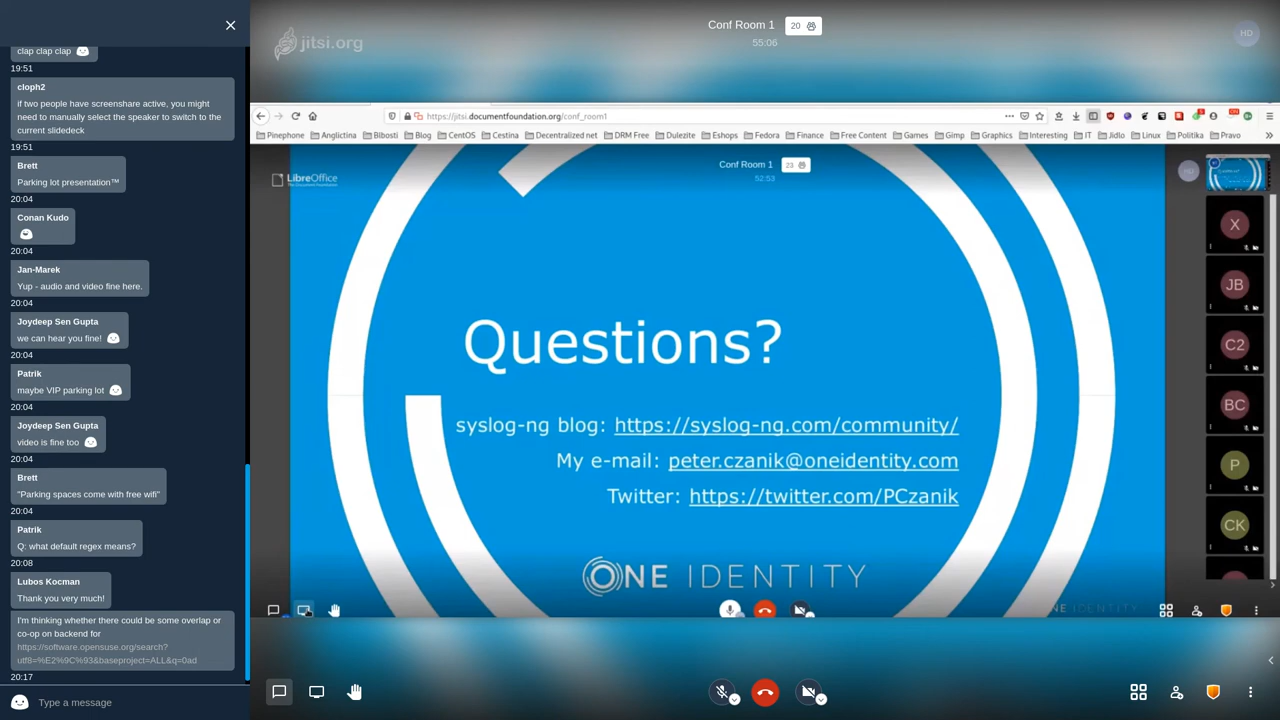 clap clap clap
19:51
cloph2
if two people have screenshare active, you might
need to manually select the speaker to switch to the
current slidedeck
19:51
Brett
Parking lot presentation™
20:04
Conan Kudo
20:04
Jan-Marek
Yup - audio and video fine here.
20:04
Joydeep Sen Gupta
we can hear you fine!
20:04
Patrik
maybe VIP parking lot
20:04
Joydeep Sen Gupta
video is fine too
20:04
Brett
"Parking spaces come with free wifi"
20:04
Patrik
Q: what default regex means?
20:08
Lubos Kocman
Thank you very much!
I'm thinking whether there could be some overlap or
co-op on backend for
https://software.opensuse.org/search?
utf8=%E2%9C%93&baseproject=ALL&q=0ad
20:17
Type a message
jitsi.org
Conf Room 1 20
55:06
HD
https://jitsi.documentfoundation.org/conf_room1
Pinephone Anglictina Bibosti Blog CentOS Cestina Decentralized net DRM Free Dulezite Eshops Fedora Finance Free Content Games Gimp Graphics Interesting IT Jidlo Linux Politika Pravo
LibreOffice
Conf Room 1 23
52:53
HD
Questions?
syslog-ng blog: https://syslog-ng.com/community/
My e-mail: peter.czanik@oneidentity.com
Twitter: https://twitter.com/PCzanik
ONE IDENTITY
NE IDENTITY
X
JB
C2
BC
P
CK